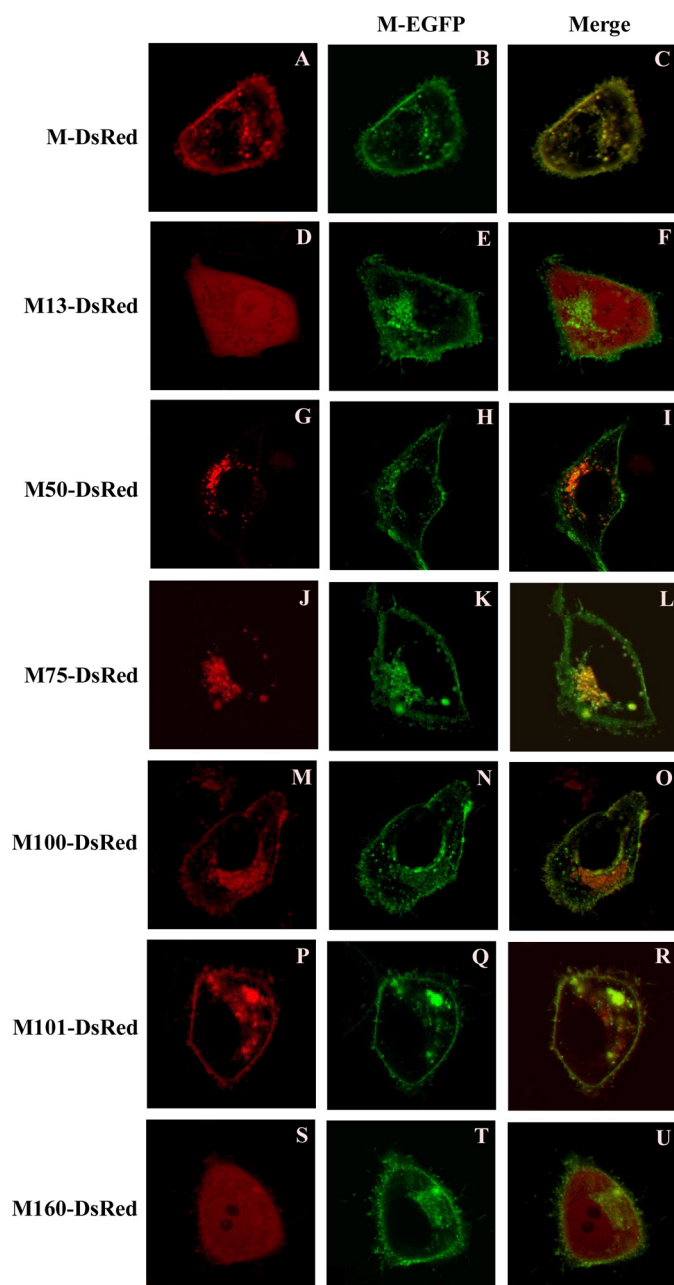 M-EGFP Merge
A B C
M-DsRed
D E F
M13-DsRed
G H I
M50-DsRed
J K L
M75-DsRed
M N O
M100-DsRed
P Q R
M101-DsRed
S T U
M160-DsRed